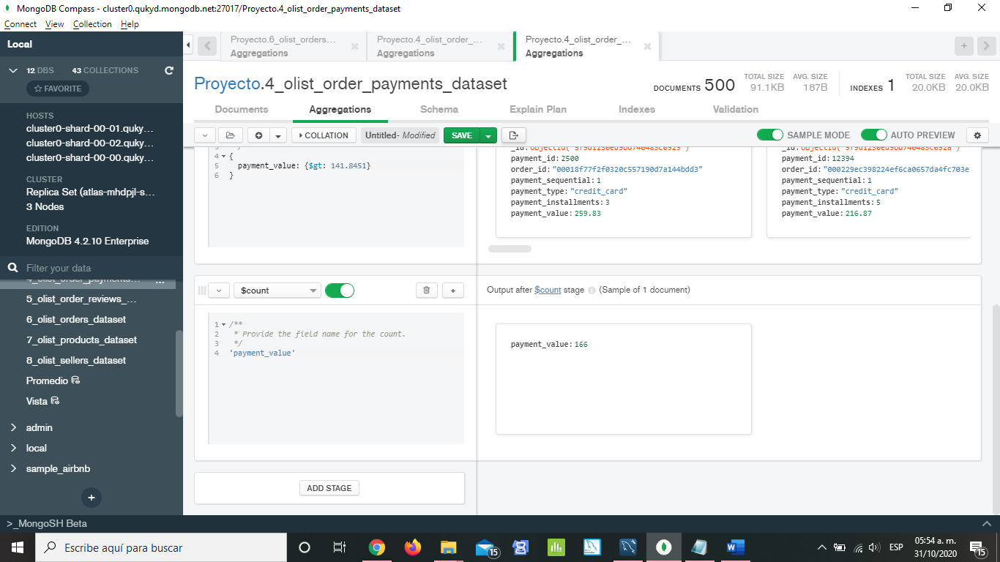 MongoDB Compass - cluster0.qukyd.mongodb.net:27017/Proyecto.4_olist_order_payments_dataset
Connect View Collection Help
Local
12 DBS 43 COLLECTIONS
FAVORITE
HOSTS
cluster0-shard-00-01.quky...
cluster0-shard-00-02.quky...
cluster0-shard-00-00.quky...
CLUSTER
Replica Set (atlas-mhdpjl-s...
3 Nodes
EDITION
MongoDB 4.2.10 Enterprise
Filter your data
4_olist_order_payments... ...
5_olist_order_reviews_...
6_olist_orders_dataset
7_olist_products_dataset
8_olist_sellers_dataset
Promedio
Vista
admin
local
sample_airbnb
+
Proyecto.6_olist_orders...
Aggregations
Proyecto.4_olist_order_...
Aggregations
Proyecto.4_olist_order_...
Aggregations
Proyecto.4_olist_order_payments_dataset
DOCUMENTS 500
TOTAL SIZE 91.1KB
AVG. SIZE 187B
INDEXES 1
TOTAL SIZE 20.0KB
AVG. SIZE 20.0KB
Documents Aggregations Schema Explain Plan Indexes Validation
COLLATION Untitled- Modified SAVE SAMPLE MODE AUTO PREVIEW
3 */
4 {
5 payment_value: {$gt: 141.8451}
6 }
payment_id: 2500
order_id: "00018f77f2f0320c557190d7a144bdd3"
payment_sequential: 1
payment_type: "credit_card"
payment_installments: 3
payment_value: 259.83
payment_id: 12394
order_id: "000229ec398224ef6ca0657da4fc703e
payment_sequential: 1
payment_type: "credit_card"
payment_installments: 5
payment_value: 216.87
$count
+
Output after $count stage (Sample of 1 document)
1 /**
2 * Provide the field name for the count.
3 */
4 'payment_value'
payment_value: 166
ADD STAGE
>_MongoSH Beta
Escribe aquí para buscar
15
ESP
05:54 a. m.
31/10/2020
15